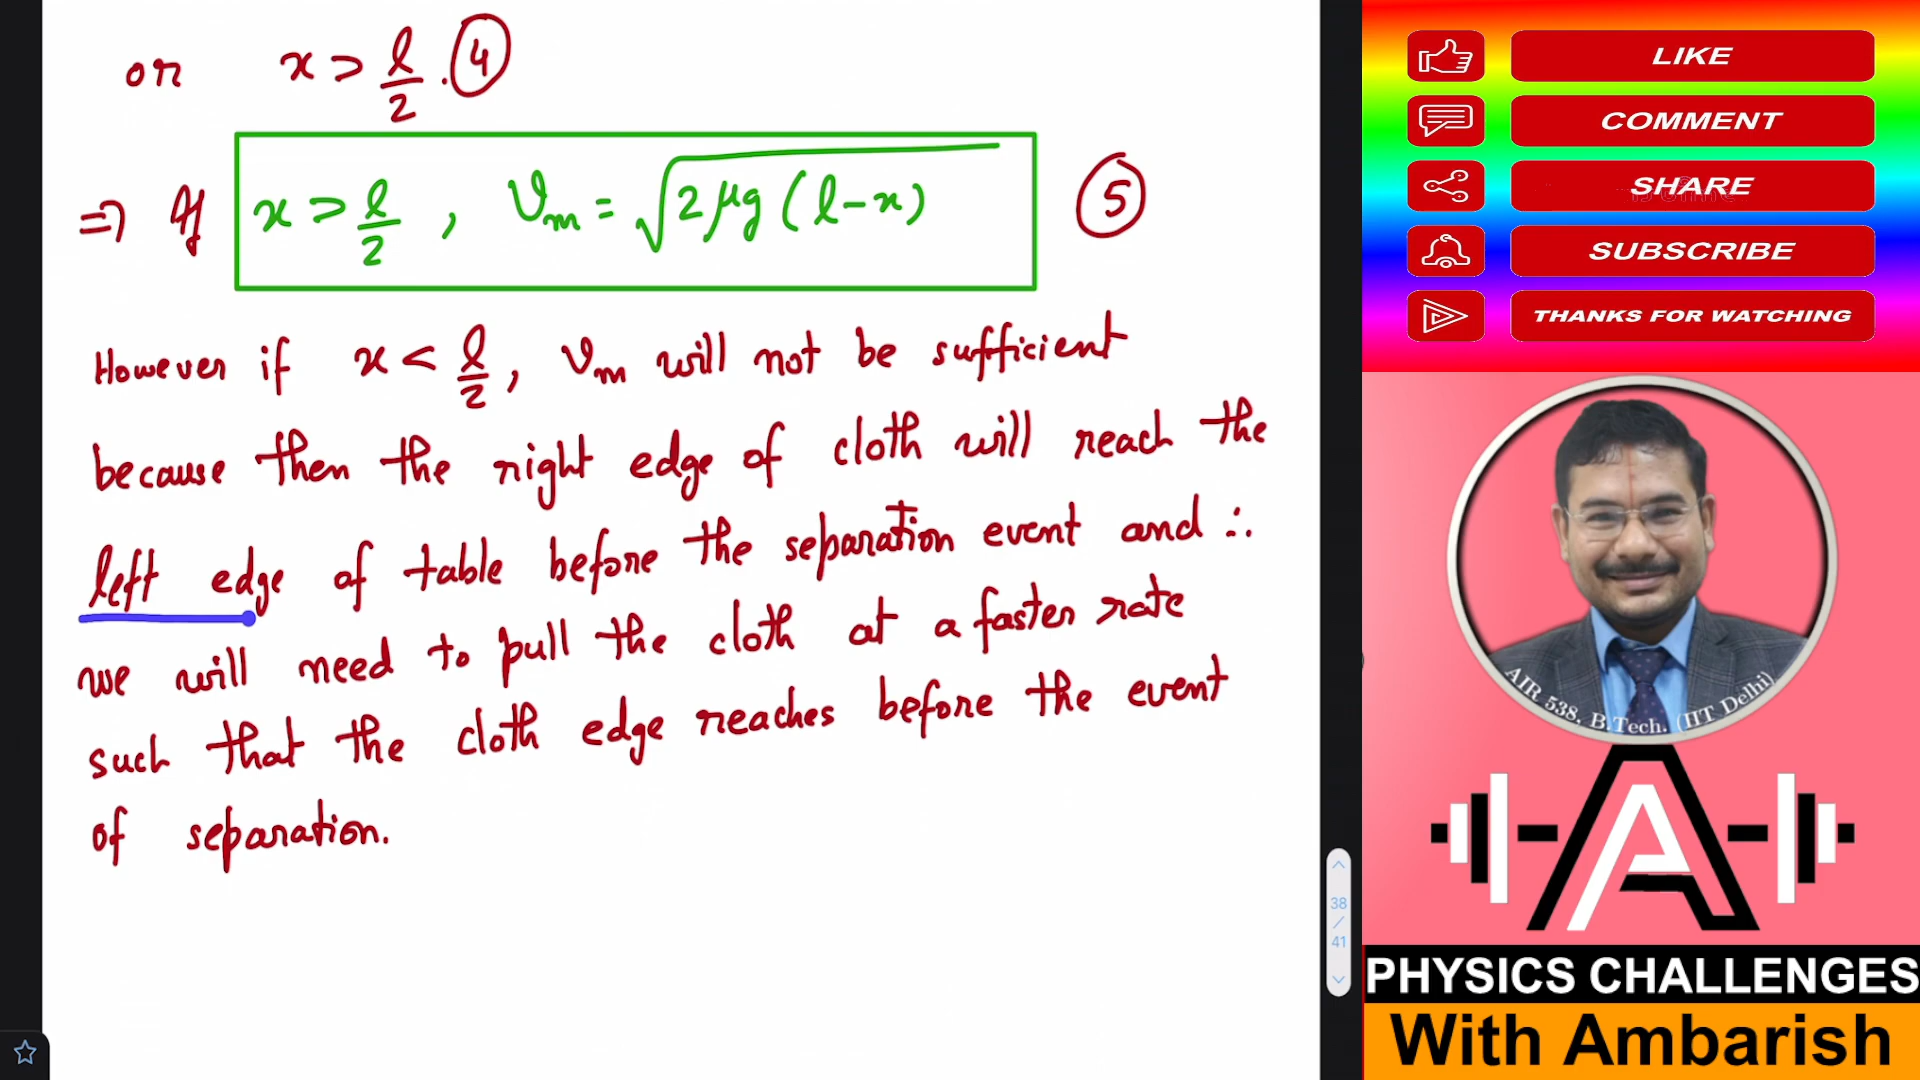 or x > l/2 . ④
⇒ If x > l/2 , vₘ = √(2μg(l-x)) ⑤
However if x < l/2, vₘ will not be sufficient
because then the right edge of cloth will reach the
left edge of table before the separation event and ∴
we will need to pull the cloth at a faster rate
such that the cloth edge reaches before the event
of separation.
38
/
41
LIKE
COMMENT
SHARE
SUBSCRIBE
THANKS FOR WATCHING
AIR 538, B.Tech. (IIT Delhi)
A
PHYSICS CHALLENGES
With Ambarish